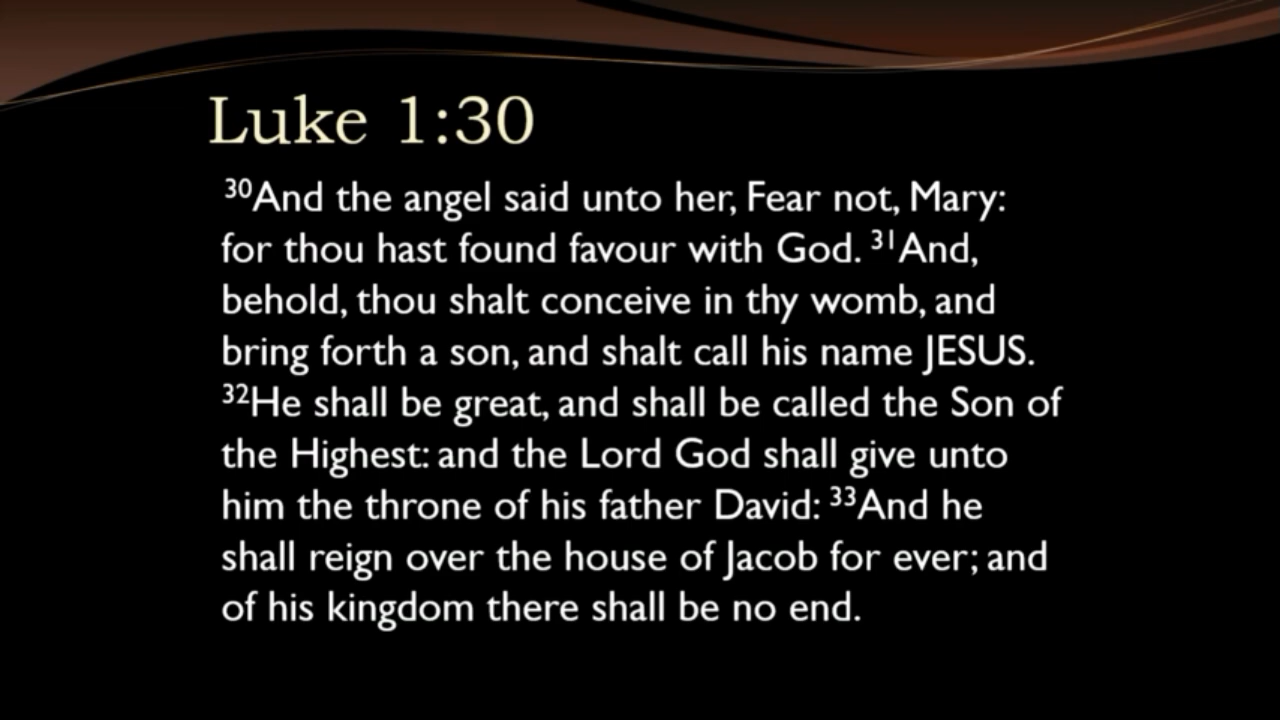 Luke 1:30
³⁰And the angel said unto her, Fear not, Mary:
for thou hast found favour with God. ³¹And,
behold, thou shalt conceive in thy womb, and
bring forth a son, and shalt call his name JESUS.
³²He shall be great, and shall be called the Son of
the Highest: and the Lord God shall give unto
him the throne of his father David: ³³And he
shall reign over the house of Jacob for ever; and
of his kingdom there shall be no end.